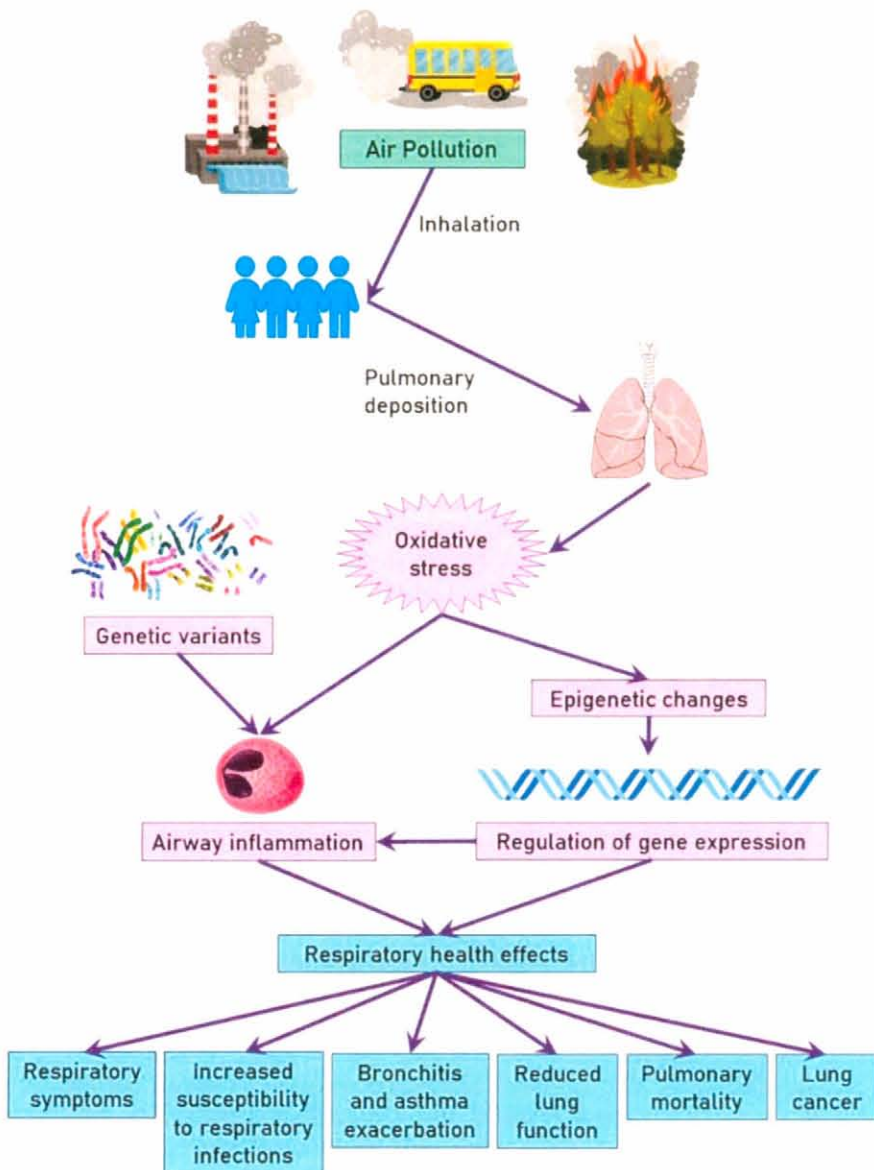 Air Pollution
Inhalation
Pulmonary
deposition
Oxidative
stress
Genetic variants
Epigenetic changes
Airway inflammation
Regulation of gene expression
Respiratory health effects
Respiratory
symptoms
Increased
susceptibility
to respiratory
infections
Bronchitis
and asthma
exacerbation
Reduced
lung
function
Pulmonary
mortality
Lung
cancer